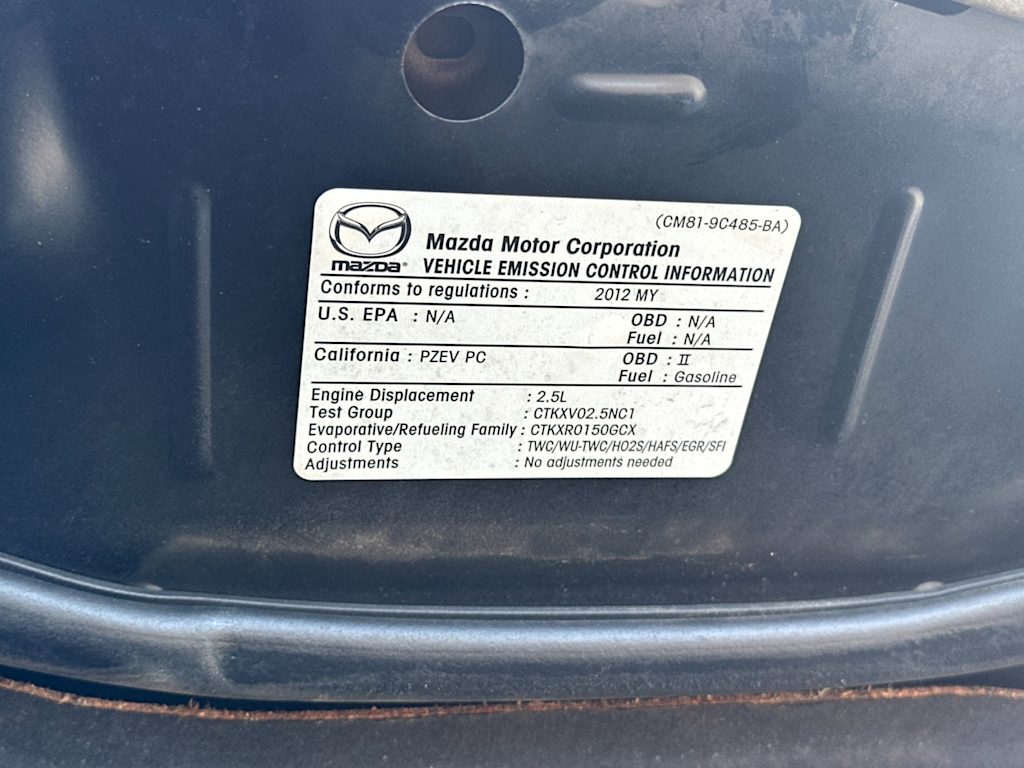 (CM81-9C485-BA)
mazda
Mazda Motor Corporation
VEHICLE EMISSION CONTROL INFORMATION
Conforms to regulations : 2012 MY
U.S. EPA : N/A OBD : N/A
Fuel : N/A
California : PZEV PC OBD : II
Fuel : Gasoline
Engine Displacement : 2.5L
Test Group : CTKXV02.5NC1
Evaporative/Refueling Family : CTKXR0150GCX
Control Type : TWC/WU-TWC/HO2S/HAFS/EGR/SFI
Adjustments : No adjustments needed